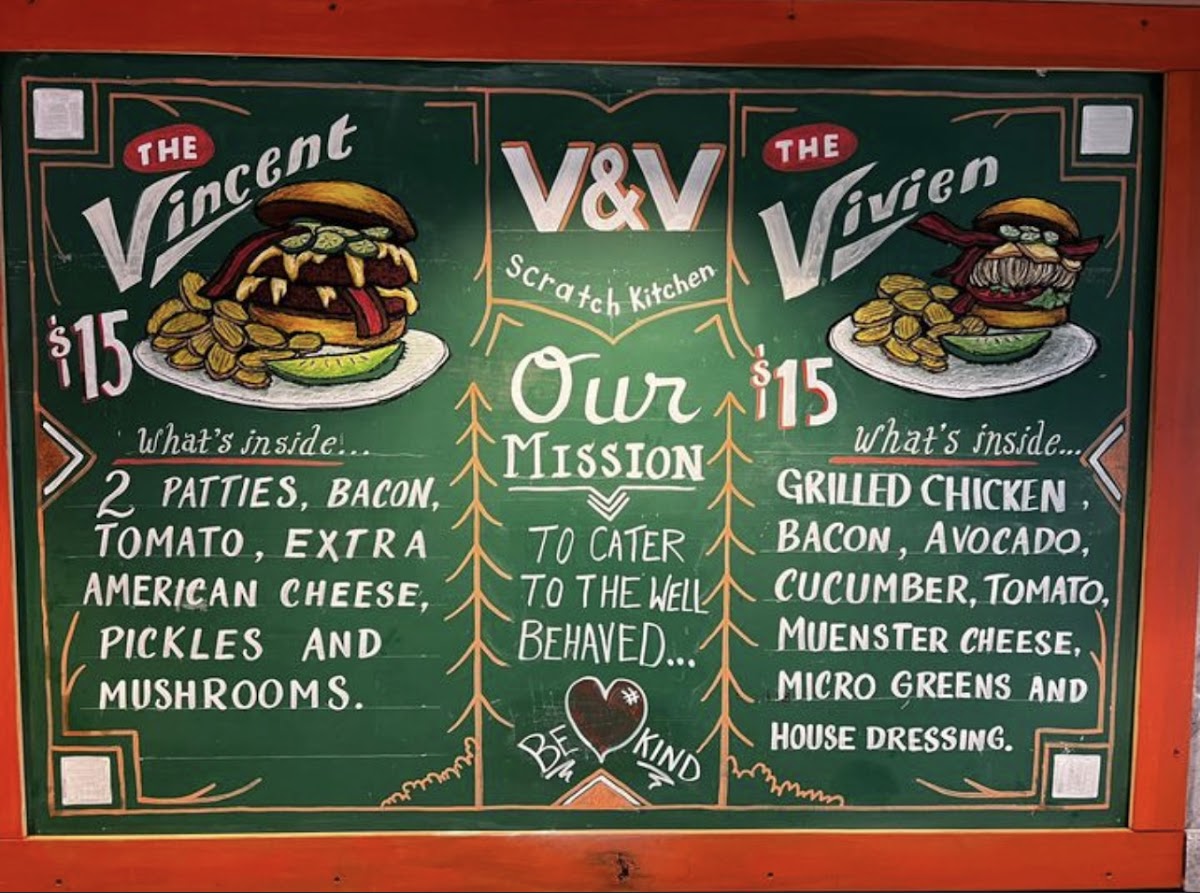 THE
Vincent
$15
What's inside...
2 PATTIES, BACON,
TOMATO, EXTRA
AMERICAN CHEESE,
PICKLES AND
MUSHROOMS.
V&V
Scratch Kitchen
Our
MISSION
TO CATER
TO THE WELL
BEHAVED...
#
BE KIND
THE
Vivien
$15
What's inside...
GRILLED CHICKEN,
BACON, AVOCADO,
CUCUMBER, TOMATO,
MUENSTER CHEESE,
MICRO GREENS AND
HOUSE DRESSING.